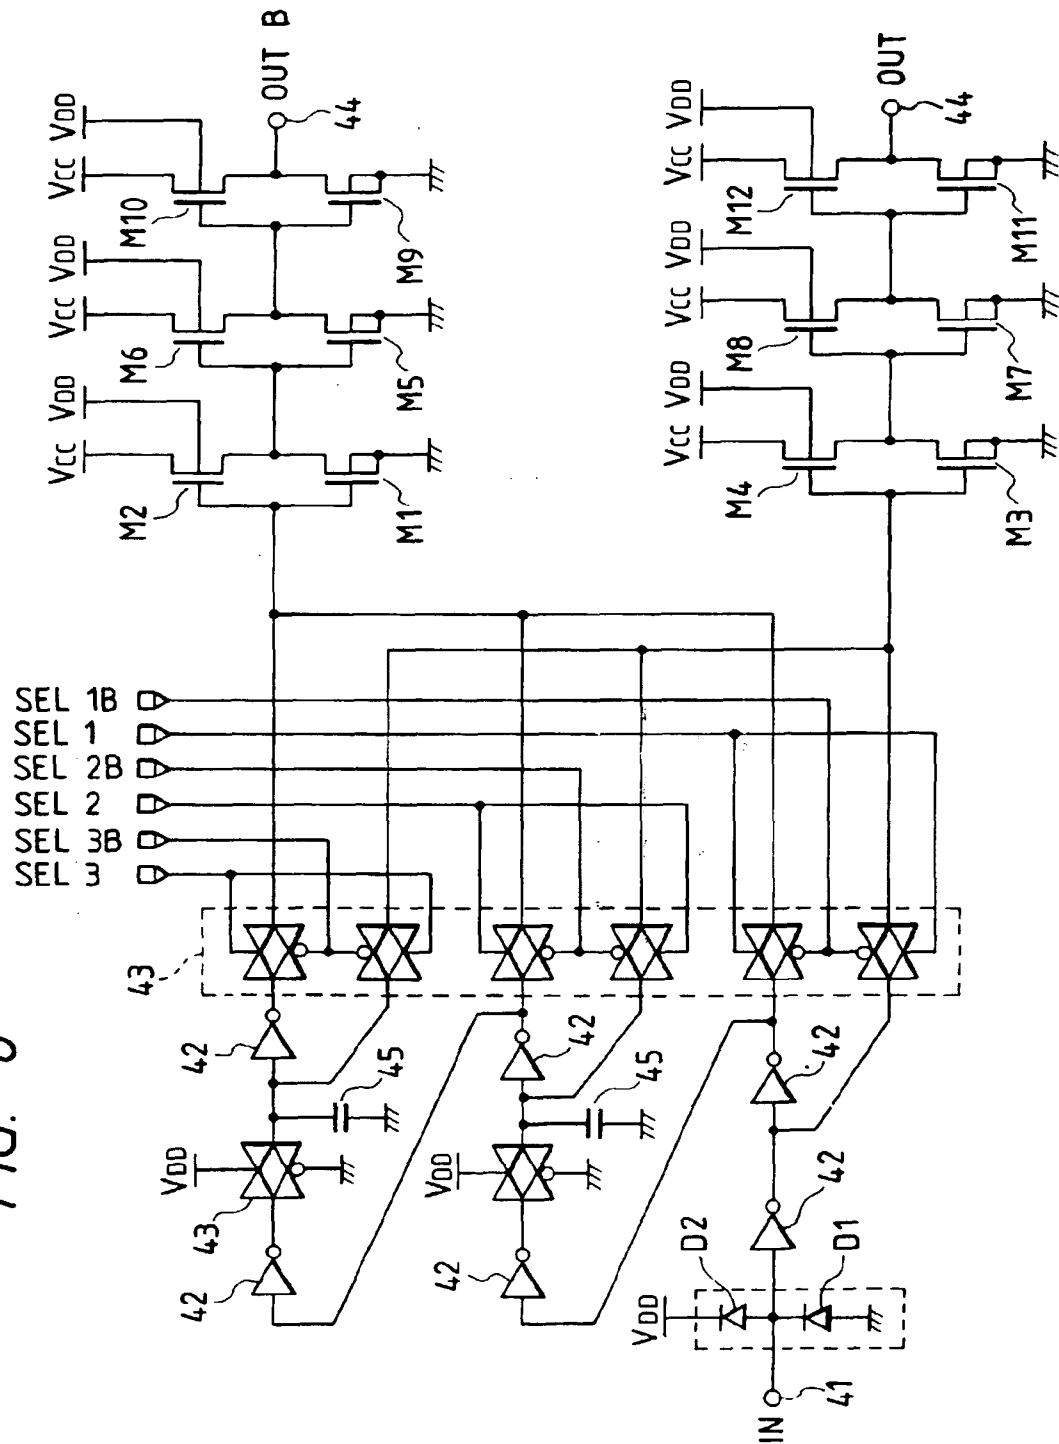 SEL 1B
SEL 1
SEL 2B
SEL 2
SEL 3B
SEL 3
VCC VDD VCC VDD VCC VDD
M2 M6 M10
M1 M5 M9
OUT B
44
VCC VDD VCC VDD VCC VDD
M4 M8 M12
M3 M7 M11
OUT
44
43
42 42 42
VDD VDD
43
45 45
42 42 42
VDD
D2
D1
IN
41
FIG.